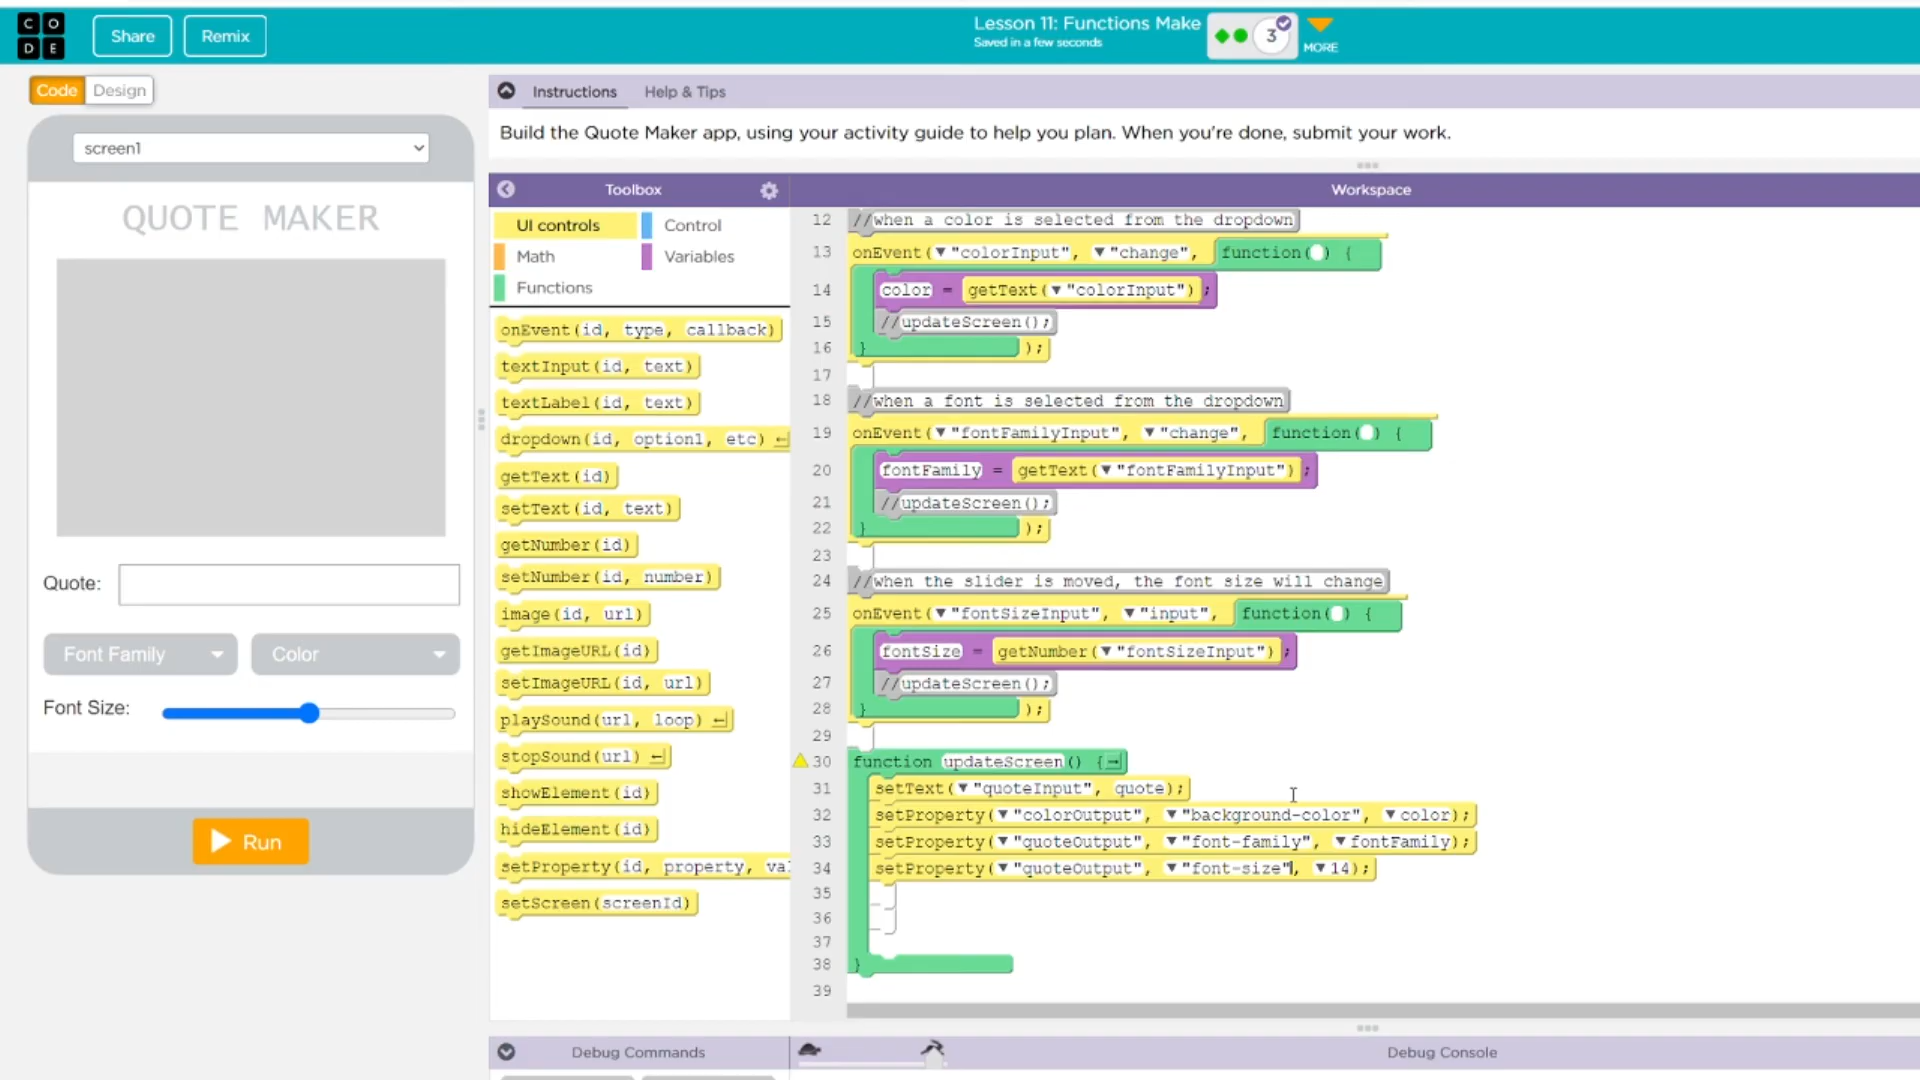 CODE
Share
Remix
Lesson 11: Functions Make
Saved in a few seconds
3
MORE
Code
Design
Instructions
Help & Tips
Build the Quote Maker app, using your activity guide to help you plan. When you're done, submit your work.
screen1
QUOTE MAKER
Quote:
Font Family
Color
Font Size:
Run
Toolbox
Workspace
UI controls
Control
Math
Variables
Functions
onEvent(id, type, callback)
textInput(id, text)
textLabel(id, text)
dropdown(id, option1, etc)
getText(id)
setText(id, text)
getNumber(id)
setNumber(id, number)
image(id, url)
getImageURL(id)
setImageURL(id, url)
playSound(url, loop)
stopSound(url)
showElement(id)
hideElement(id)
setProperty(id, property, val
setScreen(screenId)
12 //when a color is selected from the dropdown
13 onEvent(▼"colorInput", ▼"change", function() {
14 color = getText(▼"colorInput");
15 //updateScreen();
16 } );
17
18 //when a font is selected from the dropdown
19 onEvent(▼"fontFamilyInput", ▼"change", function() {
20 fontFamily = getText(▼"fontFamilyInput");
21 //updateScreen();
22 } );
23
24 //when the slider is moved, the font size will change
25 onEvent(▼"fontSizeInput", ▼"input", function() {
26 fontSize = getNumber(▼"fontSizeInput");
27 //updateScreen();
28 } );
29
30 function updateScreen() {
31 setText(▼"quoteInput", quote);
32 setProperty(▼"colorOutput", ▼"background-color", ▼color);
33 setProperty(▼"quoteOutput", ▼"font-family", ▼fontFamily);
34 setProperty(▼"quoteOutput", ▼"font-size", ▼14);
35
36
37
38 }
39
Debug Commands
Debug Console